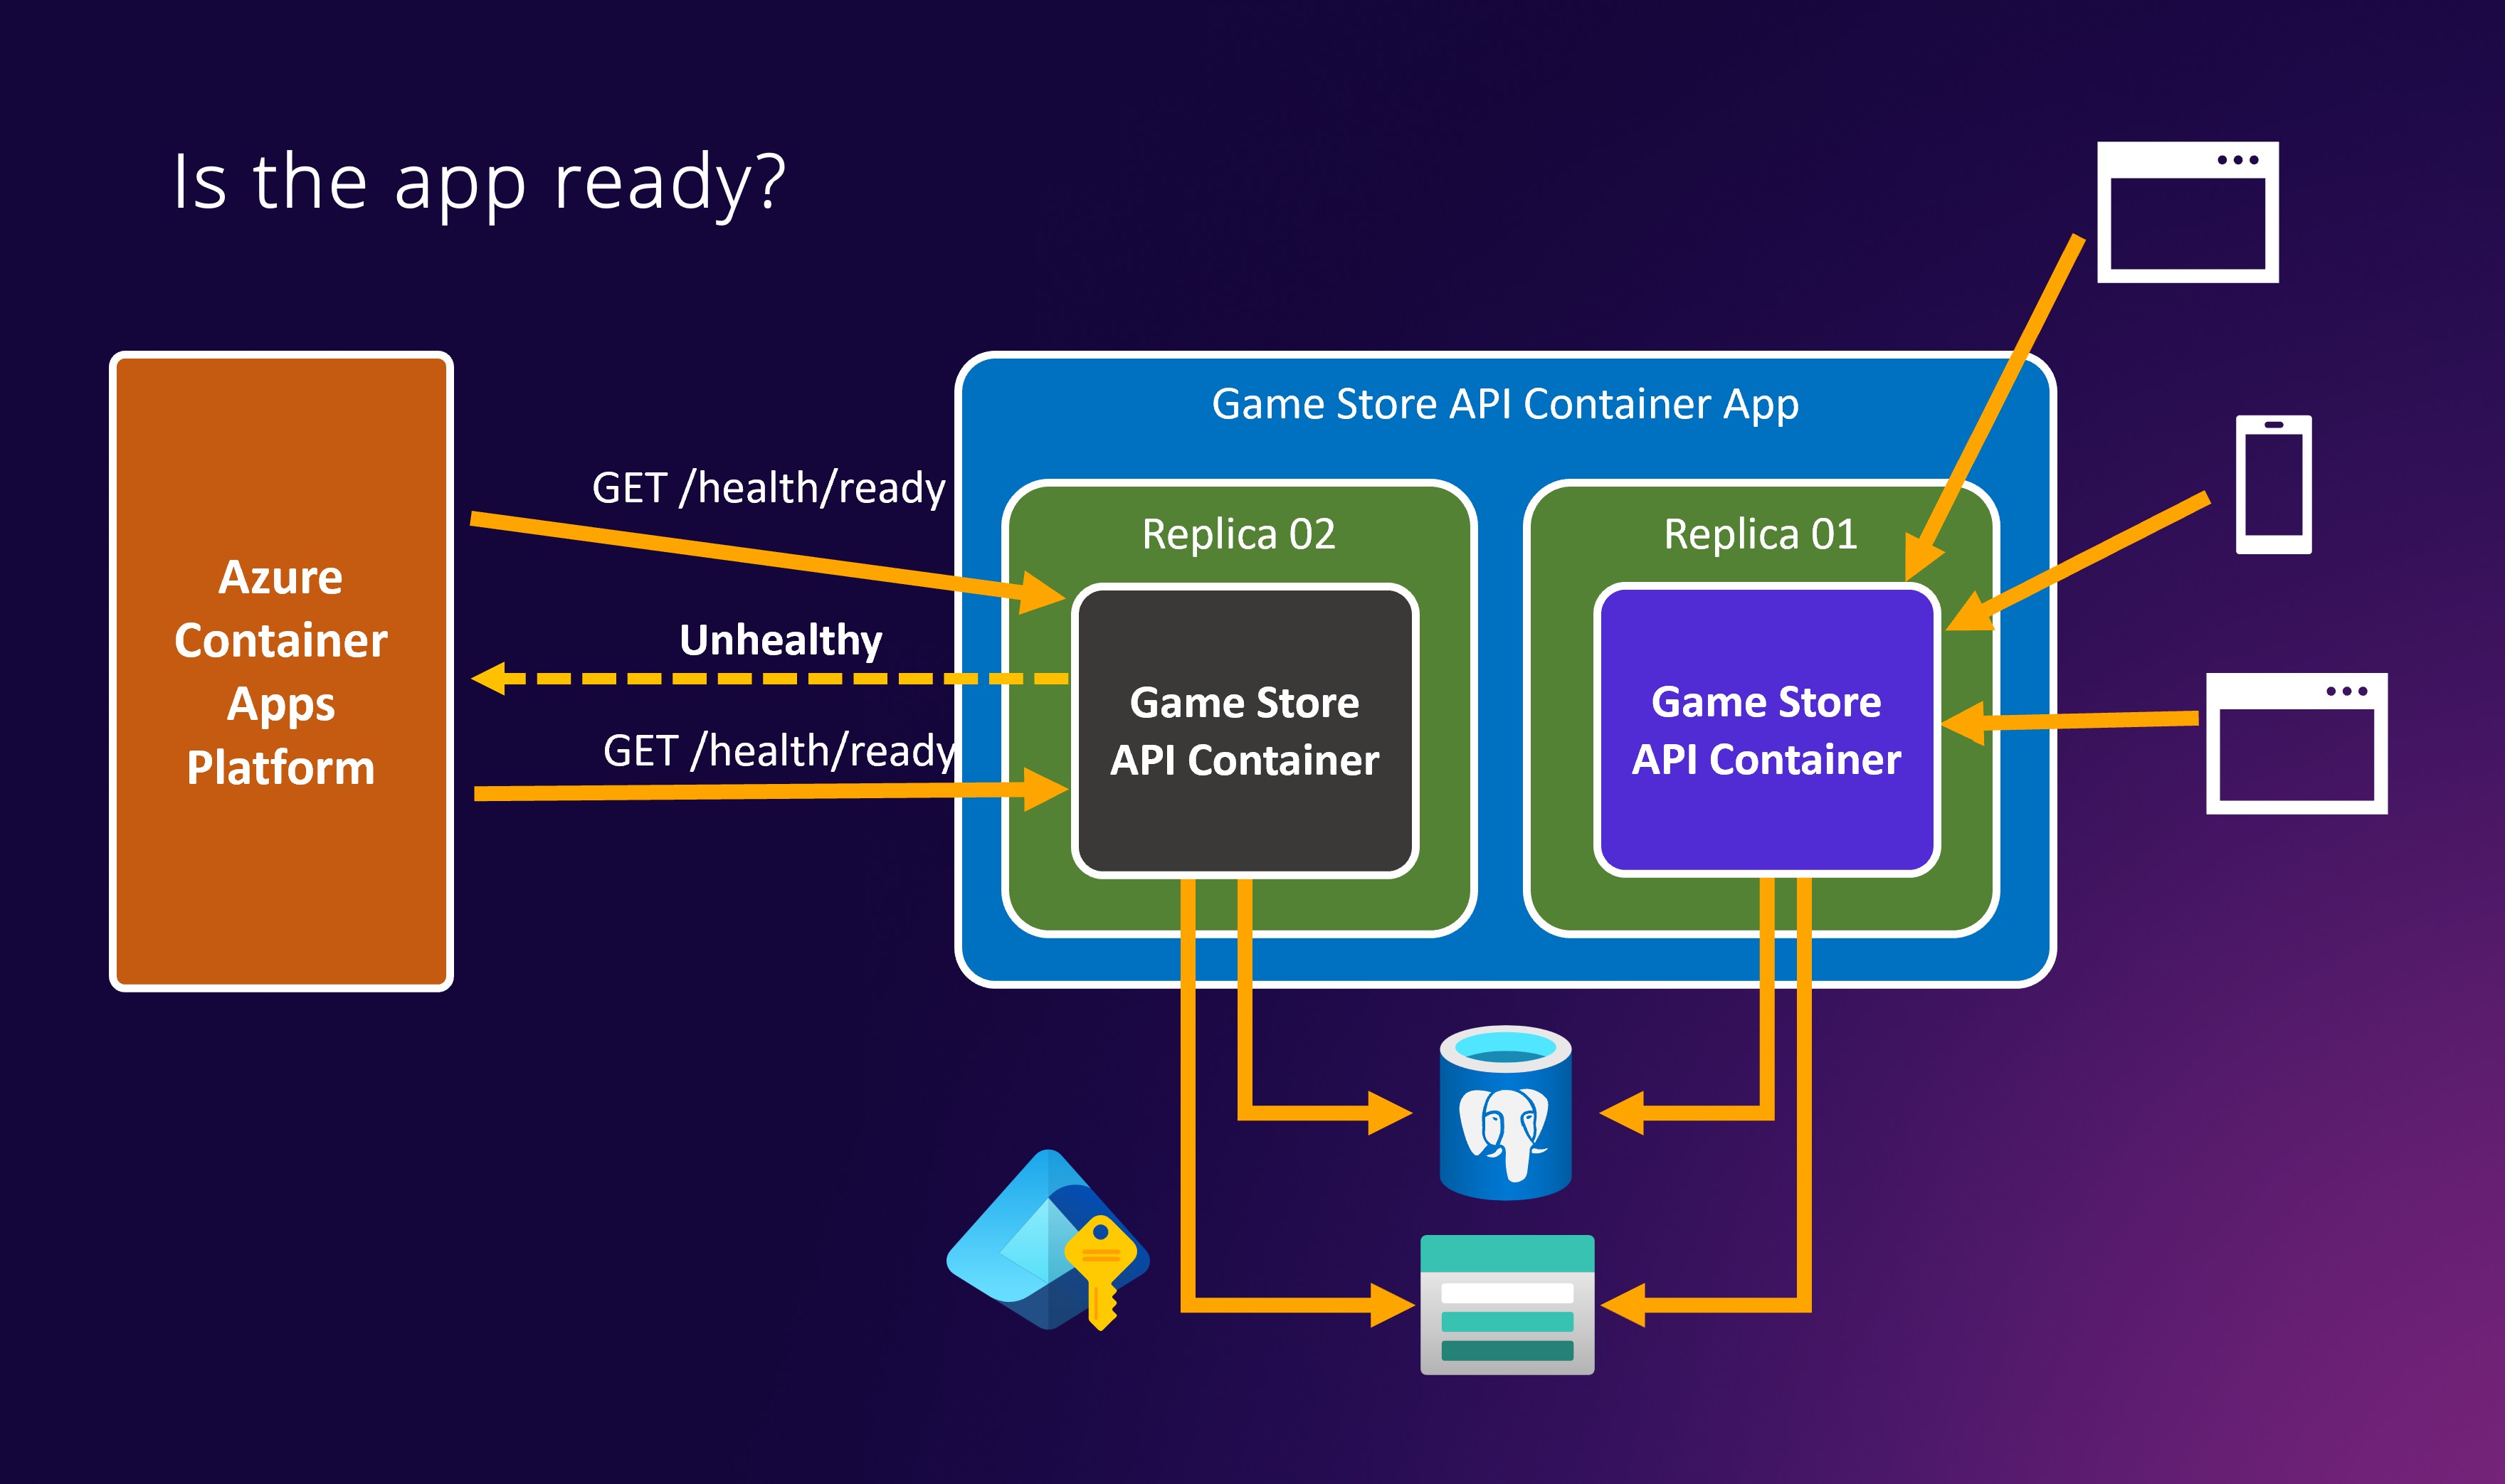 Is the app ready?
Azure
Container
Apps
Platform
GET /health/ready
Unhealthy
GET /health/ready
Game Store API Container App
Replica 02
Game Store
API Container
Replica 01
Game Store
API Container